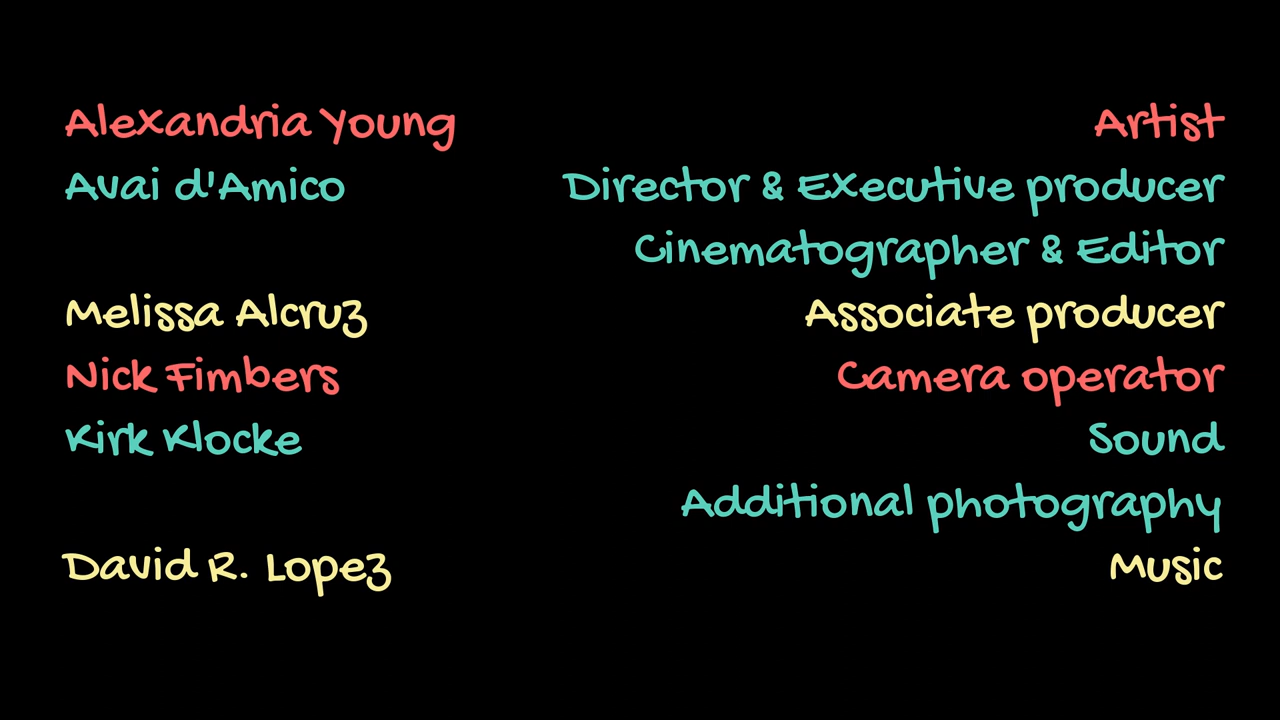 Alexandria Young Artist
Avai d'Amico Director & Executive producer
Cinematographer & Editor
Melissa Alcruz Associate producer
Nick Fimbers Camera operator
Kirk Klocke Sound
Additional photography
David R. Lopez Music